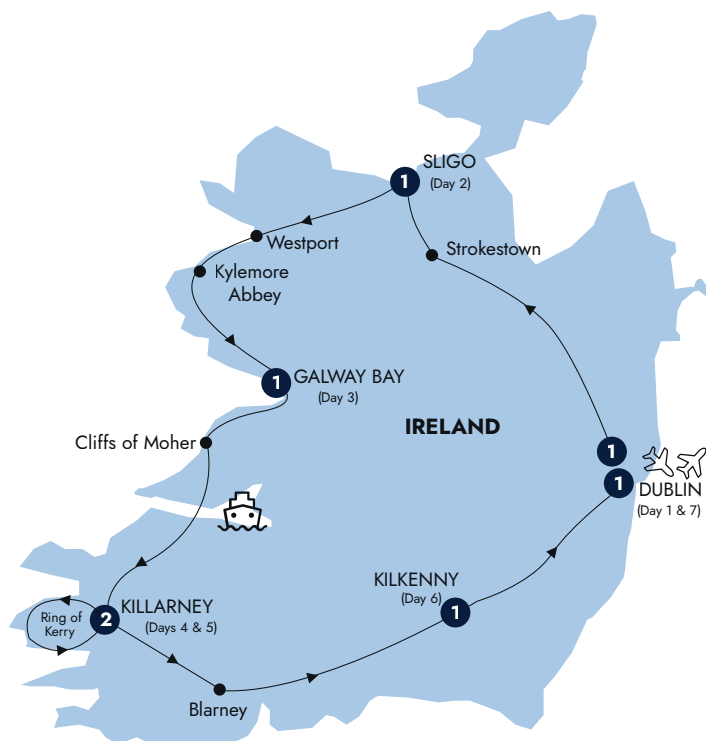 1
SLIGO
(Day 2)
Westport
Strokestown
Kylemore
Abbey
1
GALWAY BAY
(Day 3)
IRELAND
Cliffs of Moher
1
1
DUBLIN
(Day 1 & 7)
KILKENNY
(Day 6)
1
Ring of
Kerry
2
KILLARNEY
(Days 4 & 5)
Blarney